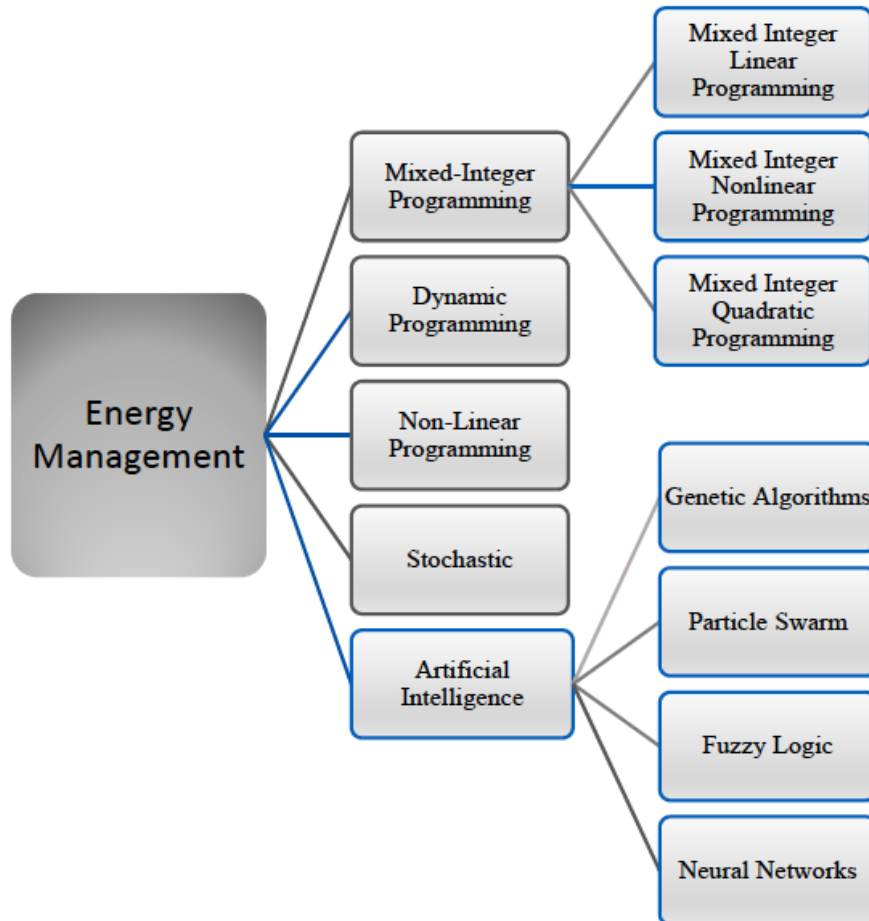 Energy
Management
Mixed-Integer
Programming
Dynamic
Programming
Non-Linear
Programming
Stochastic
Artificial
Intelligence
Mixed Integer
Linear
Programming
Mixed Integer
Nonlinear
Programming
Mixed Integer
Quadratic
Programming
Genetic Algorithms
Particle Swarm
Fuzzy Logic
Neural Networks